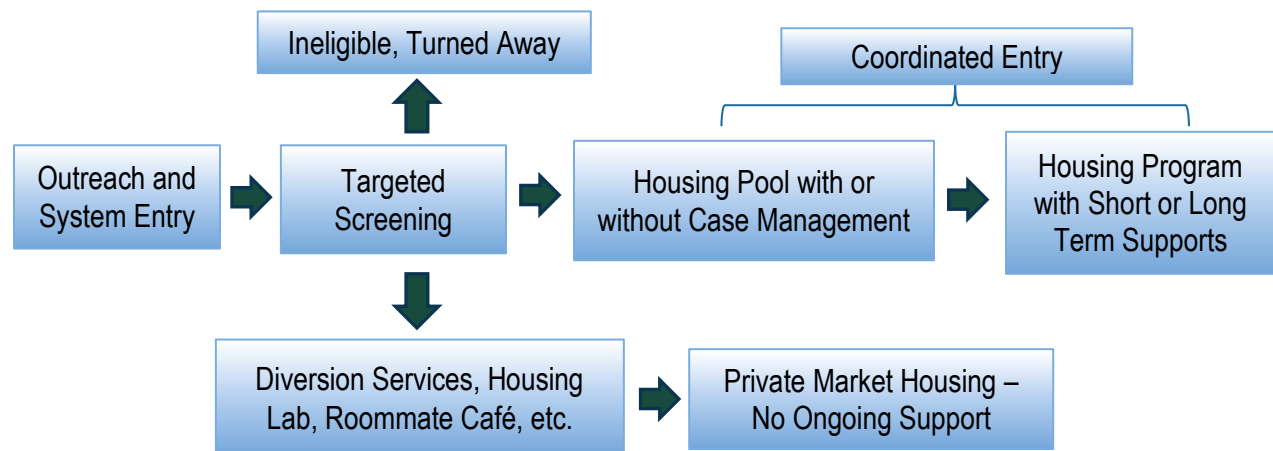 Ineligible, Turned Away
Coordinated Entry
Outreach and
System Entry
Targeted
Screening
Housing Pool with or
without Case Management
Housing Program
with Short or Long
Term Supports
Diversion Services, Housing
Lab, Roommate Café, etc.
Private Market Housing –
No Ongoing Support